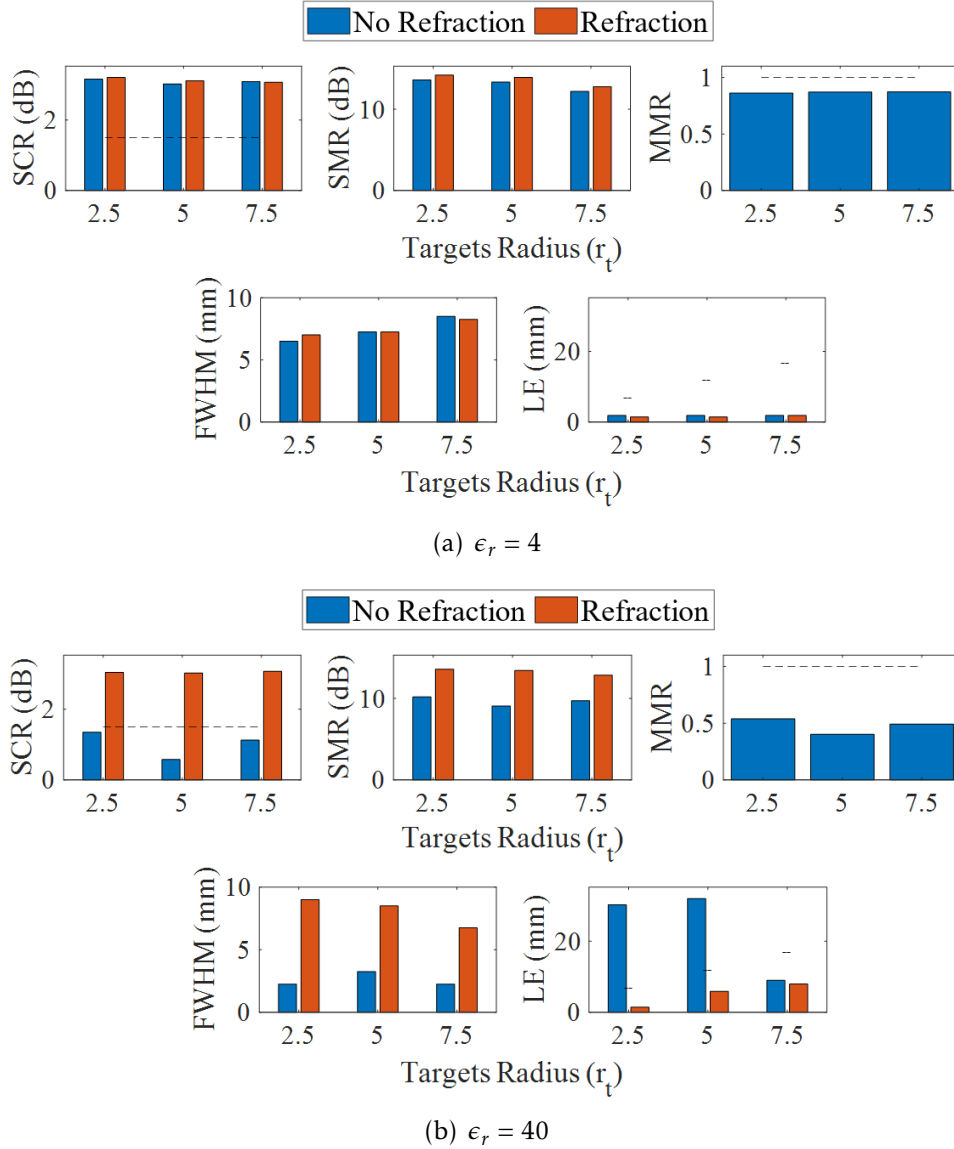 No Refraction Refraction
SCR (dB)
2
0
2.5 5 7.5
SMR (dB)
10
0
2.5 5 7.5
MMR
1
0.5
0
2.5 5 7.5
Targets Radius (r_t)
FWHM (mm)
10
5
0
2.5 5 7.5
LE (mm)
20
0
2.5 5 7.5
Targets Radius (r_t)
(a) ϵ_r = 4
No Refraction Refraction
SCR (dB)
2
0
2.5 5 7.5
SMR (dB)
10
0
2.5 5 7.5
MMR
1
0.5
0
2.5 5 7.5
Targets Radius (r_t)
FWHM (mm)
10
5
0
2.5 5 7.5
LE (mm)
20
0
2.5 5 7.5
Targets Radius (r_t)
(b) ϵ_r = 40